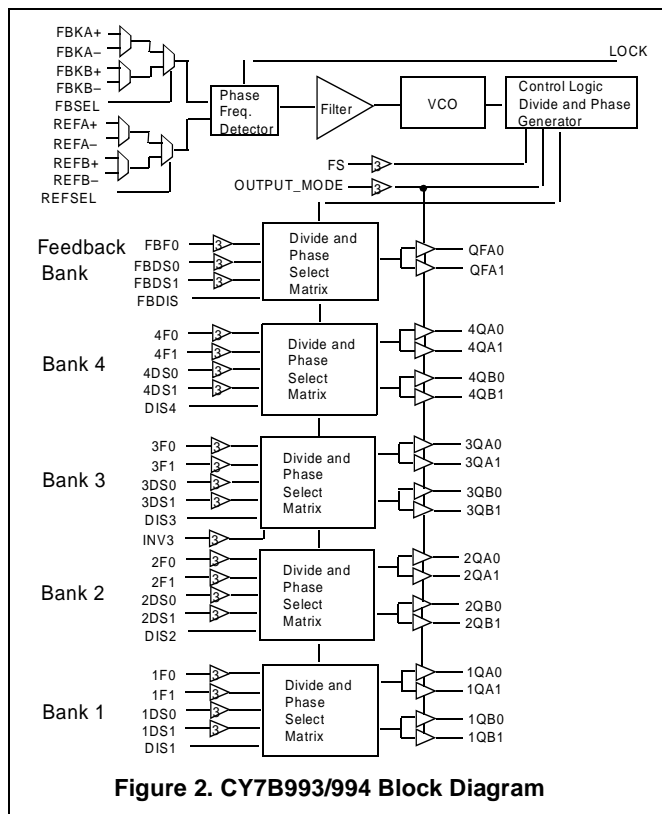 FBKA+
FBKA–
FBKB+
FBKB–
FBSEL
REFA+
REFA–
REFB+
REFB–
REFSEL
LOCK
Phase
Freq.
Detector
Filter
VCO
Control Logic
Divide and Phase
Generator
FS
3
OUTPUT_MODE
3
Feedback
Bank
FBF0
3
FBDS0
3
FBDS1
3
FBDIS
Divide and
Phase
Select
Matrix
QFA0
QFA1
Bank 4
4F0
3
4F1
3
4DS0
3
4DS1
3
DIS4
Divide and
Phase
Select
Matrix
4QA0
4QA1
4QB0
4QB1
Bank 3
3F0
3
3F1
3
3DS0
3
3DS1
3
DIS3
INV3
3
Divide and
Phase
Select
Matrix
3QA0
3QA1
3QB0
3QB1
Bank 2
2F0
3
2F1
3
2DS0
3
2DS1
3
DIS2
Divide and
Phase
Select
Matrix
2QA0
2QA1
2QB0
2QB1
Bank 1
1F0
3
1F1
3
1DS0
3
1DS1
3
DIS1
Divide and
Phase
Select
Matrix
1QA0
1QA1
1QB0
1QB1
Figure 2. CY7B993/994 Block Diagram